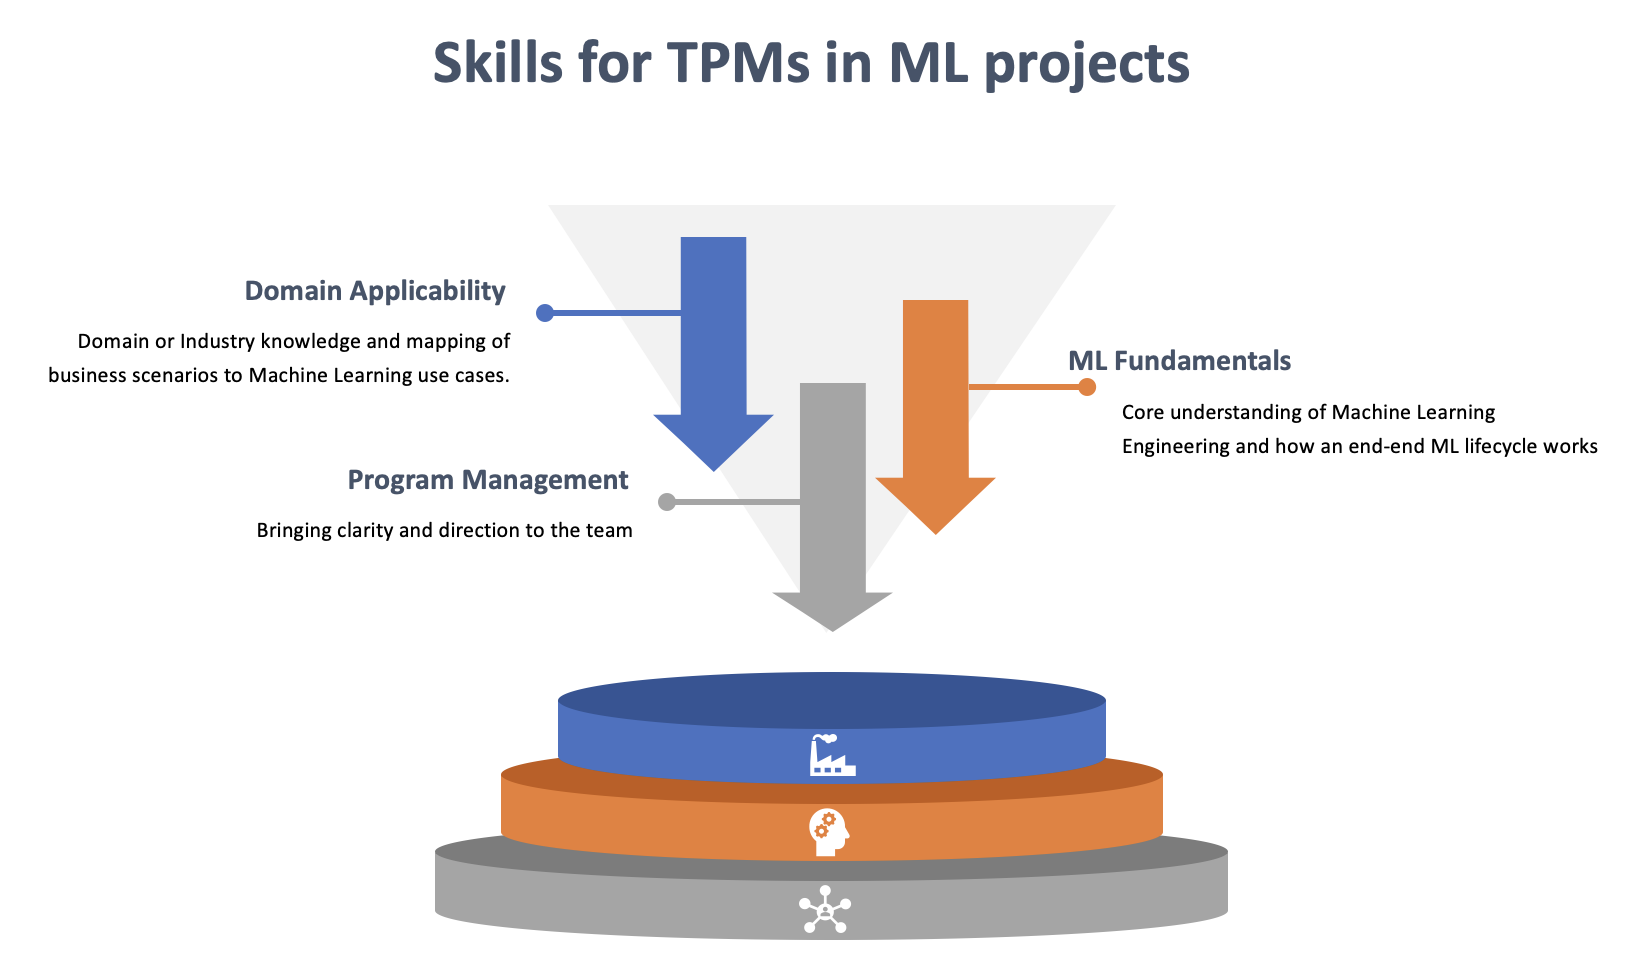 Skills for TPMs in ML projects
Domain Applicability
Domain or Industry knowledge and mapping of
business scenarios to Machine Learning use cases.
ML Fundamentals
Core understanding of Machine Learning
Engineering and how an end-end ML lifecycle works
Program Management
Bringing clarity and direction to the team